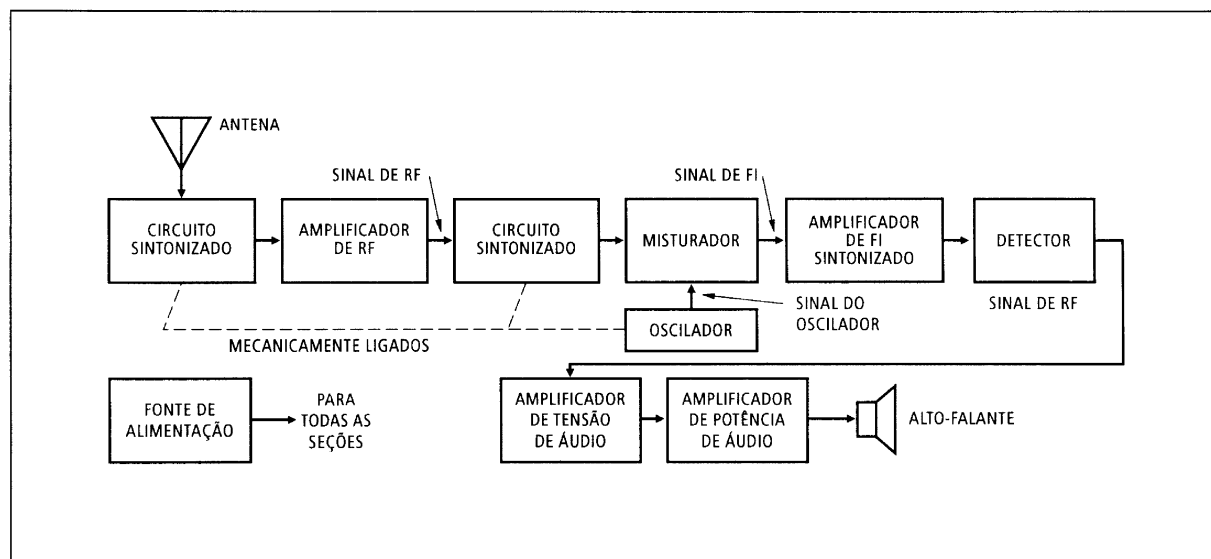 ANTENA
SINAL DE RF
SINAL DE FI
CIRCUITO
SINTONIZADO
AMPLIFICADOR
DE RF
CIRCUITO
SINTONIZADO
MISTURADOR
AMPLIFICADOR
DE FI
SINTONIZADO
DETECTOR
SINAL DO
OSCILADOR
SINAL DE RF
OSCILADOR
MECANICAMENTE LIGADOS
FONTE DE
ALIMENTAÇÃO
PARA
TODAS AS
SEÇÕES
AMPLIFICADOR
DE TENSÃO
DE ÁUDIO
AMPLIFICADOR
DE POTÊNCIA
DE ÁUDIO
ALTO-FALANTE